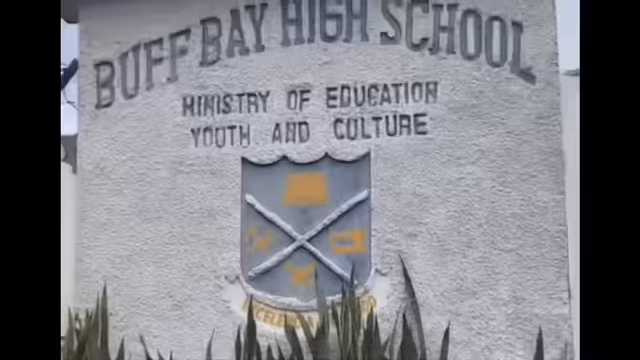 BUFF BAY HIGH SCHOOL
MINISTRY OF EDUCATION
YOUTH AND CULTURE